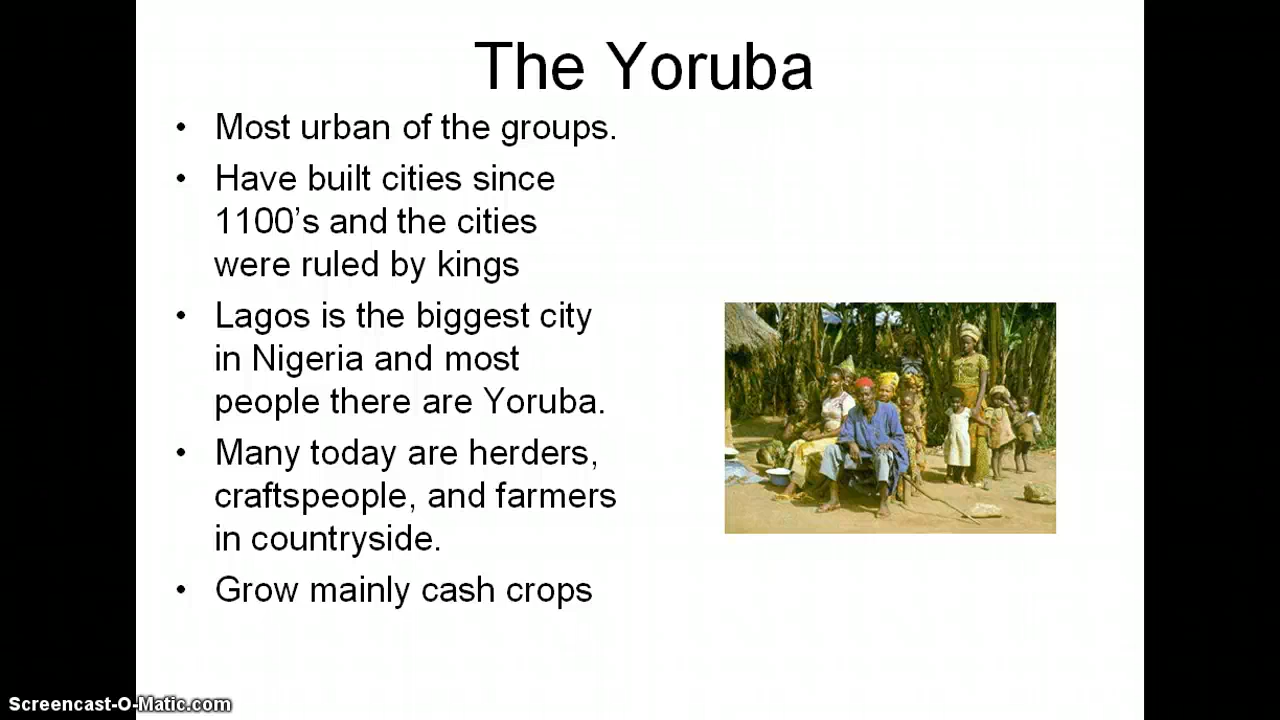 The Yoruba
• Most urban of the groups.
• Have built cities since
1100’s and the cities
were ruled by kings
• Lagos is the biggest city
in Nigeria and most
people there are Yoruba.
• Many today are herders,
craftspeople, and farmers
in countryside.
• Grow mainly cash crops
Screencast-O-Matic.com